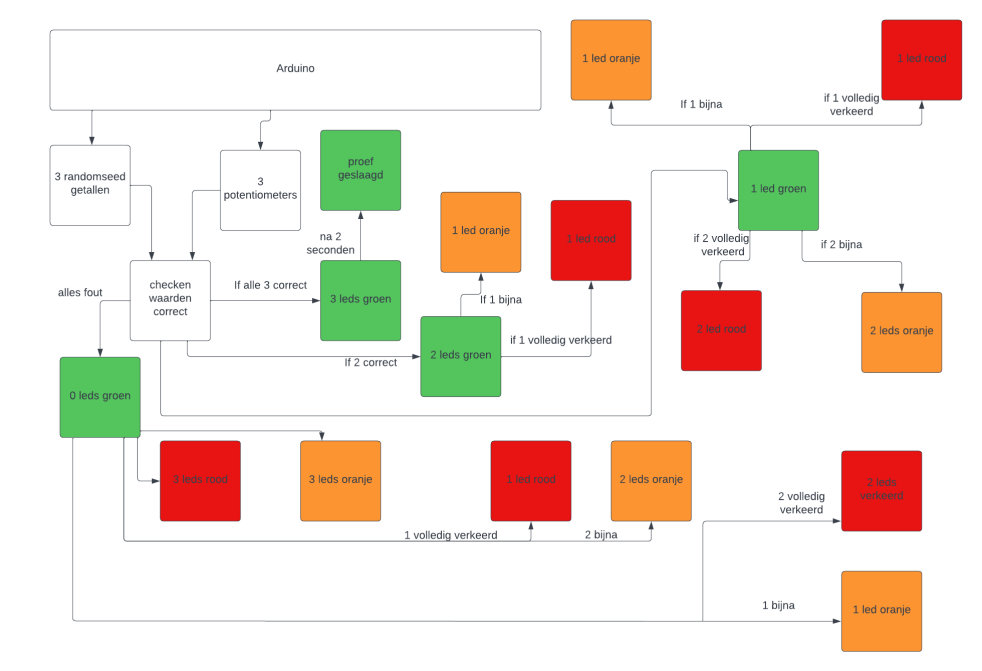 Arduino
1 led oranje
1 led rood
If 1 bijna
if 1 volledig
verkeerd
3 randomseed
getallen
3
potentiometers
proef
geslaagd
1 led groen
1 led oranje
1 led rood
na 2
seconden
if 2 volledig
verkeerd
if 2 bijna
alles fout
checken
waarden
correct
If alle 3 correct
3 leds groen
If 1 bijna
if 1 volledig verkeerd
2 led rood
2 leds oranje
If 2 correct
2 leds groen
0 leds groen
3 leds rood
3 leds oranje
1 led rood
2 leds oranje
2 leds
verkeerd
2 volledig
verkeerd
1 volledig verkeerd
2 bijna
1 bijna
1 led oranje